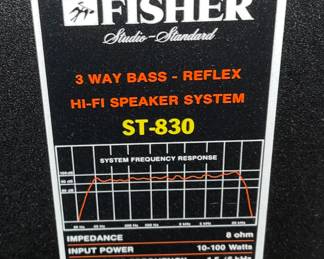 FISHER
Studio-Standard
3 WAY BASS - REFLEX
HI-FI SPEAKER SYSTEM
ST-830
SYSTEM FREQUENCY RESPONSE
IMPEDANCE 8 ohm
INPUT POWER 10-100 Watts